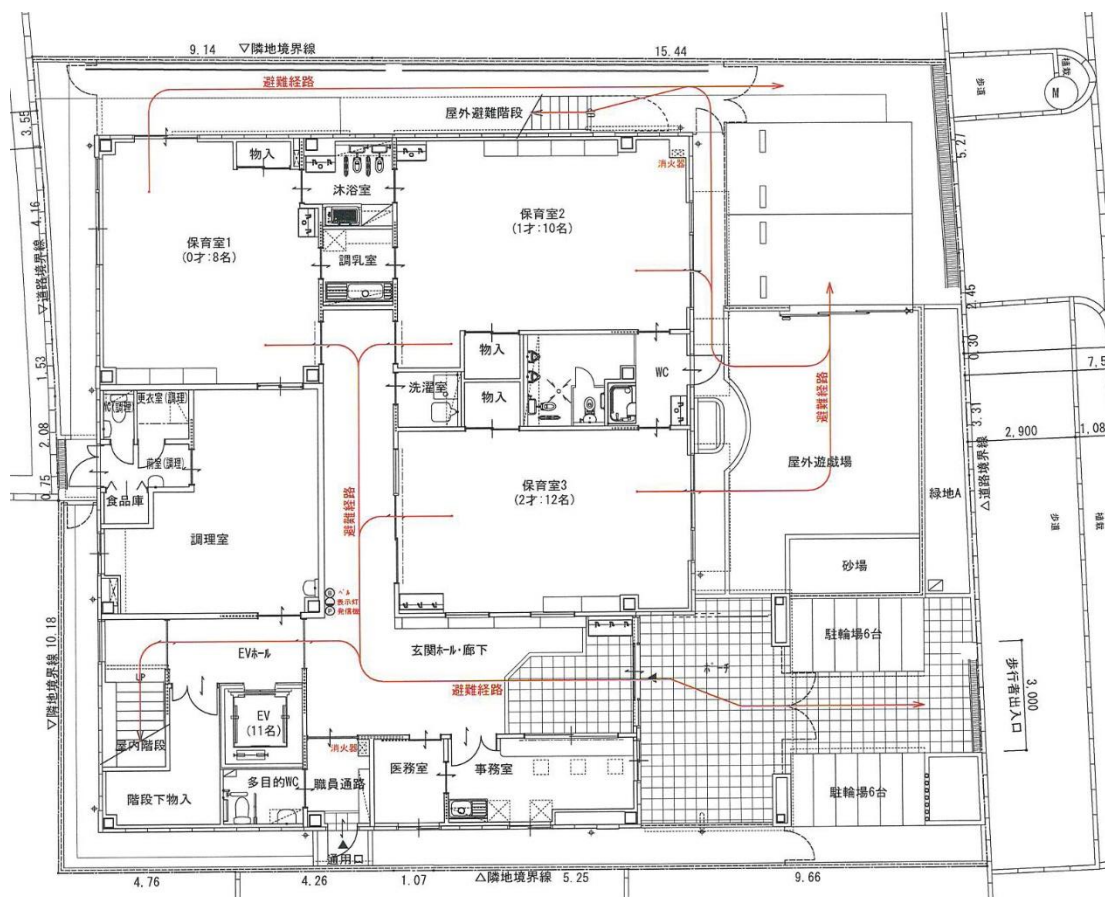 9.14
▽隣地境界線
15.44
避難経路
屋外避難階段
植栽
歩道
M
3.55
5.27
物入
消火器
沐浴室
保育室1
(0才:8名)
保育室2
(1才:10名)
調乳室
▽道路境界線 4.16
2.45
0.30
1.53
物入
洗濯室
物入
WC
避難経路
7,5
WC(調理)
更衣室(調理)
3.31
2,900
1,08
2.08
前室(調理)
0.75
食品庫
保育室3
(2才:12名)
屋外遊戯場
緑地A
△道路境界線
歩道
植栽
避難経路
調理室
砂場
B ベル
表示灯
P 発信機
▽隣地境界線 10.18
EVホール
玄関ホール・廊下
駐輪場6台
UP
避難経路
ポーチ
3,000
歩行者出入口
EV
(11名)
屋内階段
消火器
医務室
事務室
階段下物入
多目的WC
職員通路
駐輪場6台
通用口
4.76
4.26
1.07
△隣地境界線
5.25
9.66